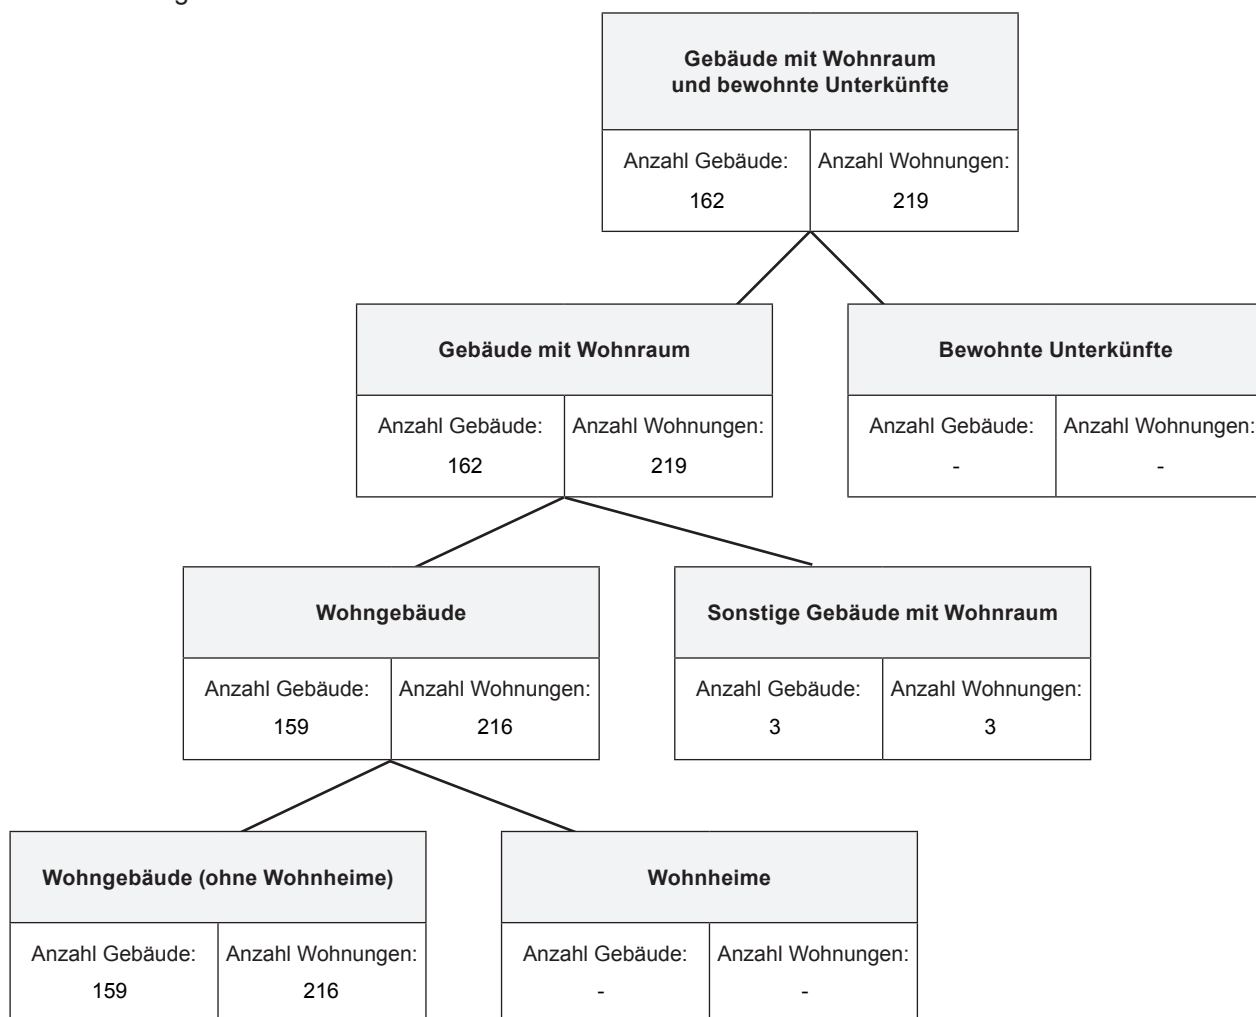 Gebäude mit Wohnraum
und bewohnte Unterkünfte
Anzahl Gebäude: Anzahl Wohnungen:
162 219
Gebäude mit Wohnraum Bewohnte Unterkünfte
Anzahl Gebäude: Anzahl Wohnungen: Anzahl Gebäude: Anzahl Wohnungen:
162 219 - -
Wohngebäude Sonstige Gebäude mit Wohnraum
Anzahl Gebäude: Anzahl Wohnungen: Anzahl Gebäude: Anzahl Wohnungen:
159 216 3 3
Wohngebäude (ohne Wohnheime) Wohnheime
Anzahl Gebäude: Anzahl Wohnungen: Anzahl Gebäude: Anzahl Wohnungen:
159 216 - -